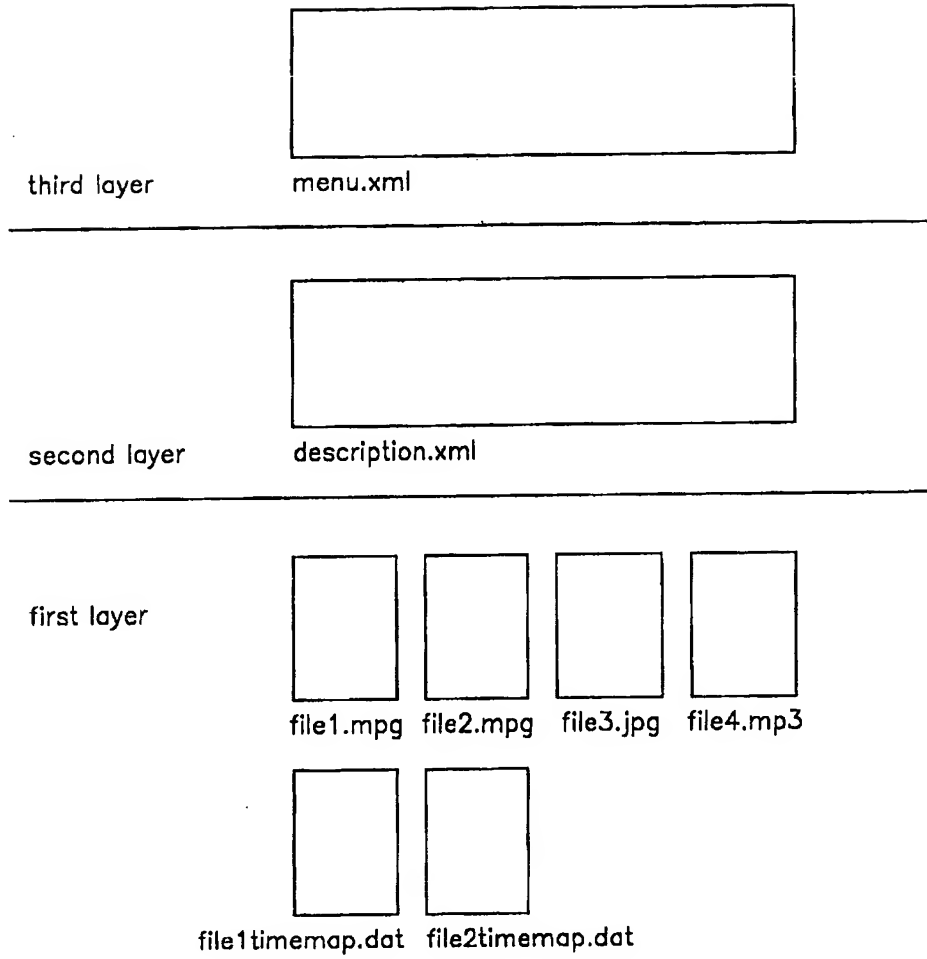 third layer
menu.xml
second layer
description.xml
first layer
file1.mpg
file2.mpg
file3.jpg
file4.mp3
file1timemap.dat
file2timemap.dat